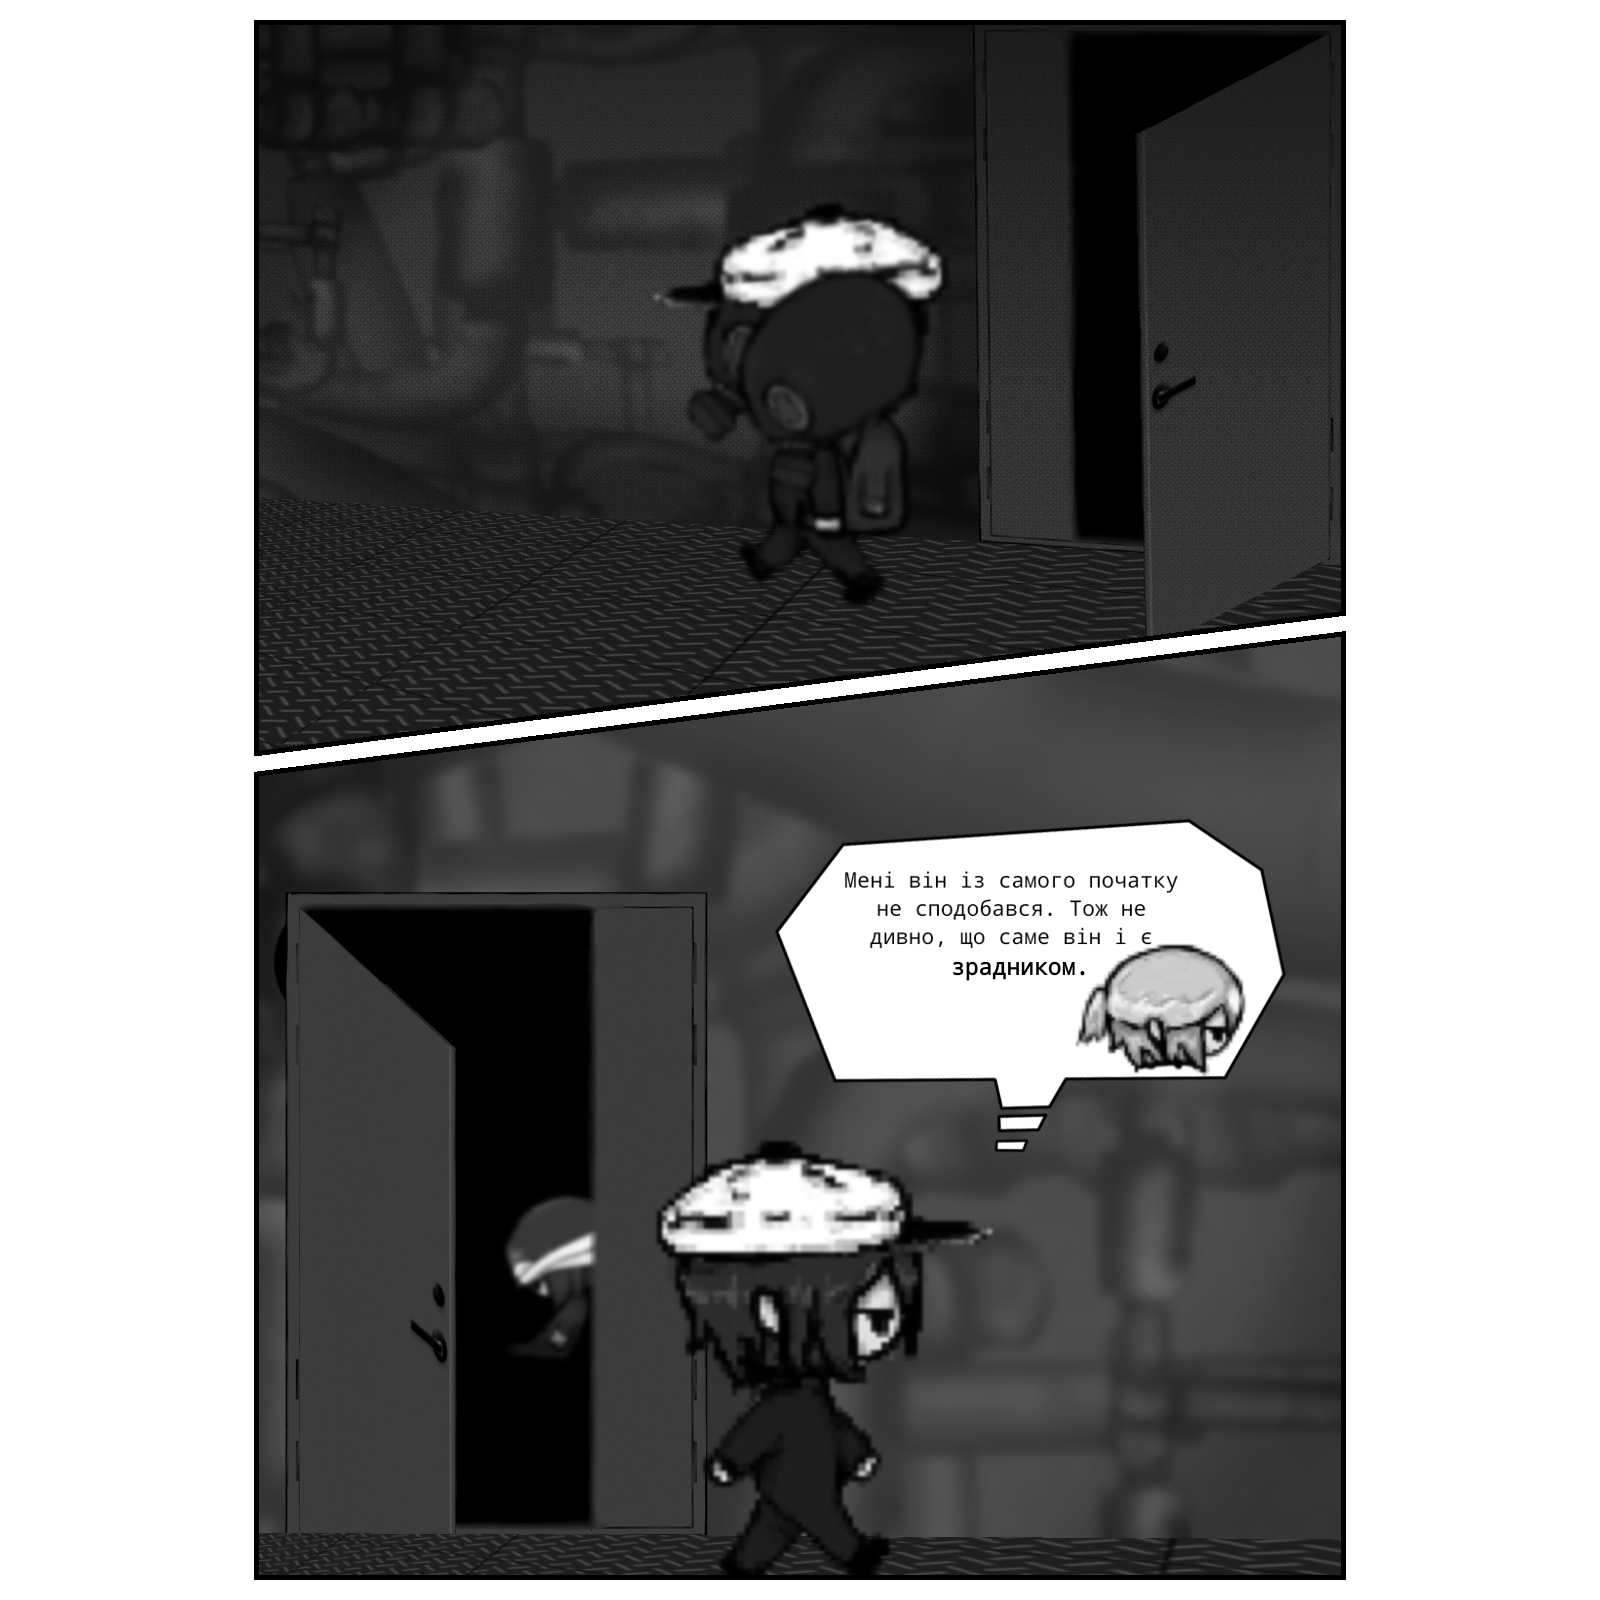 Мені він із самого початку
не сподобався. Тож не
дивно, що саме він і є
зрадником.